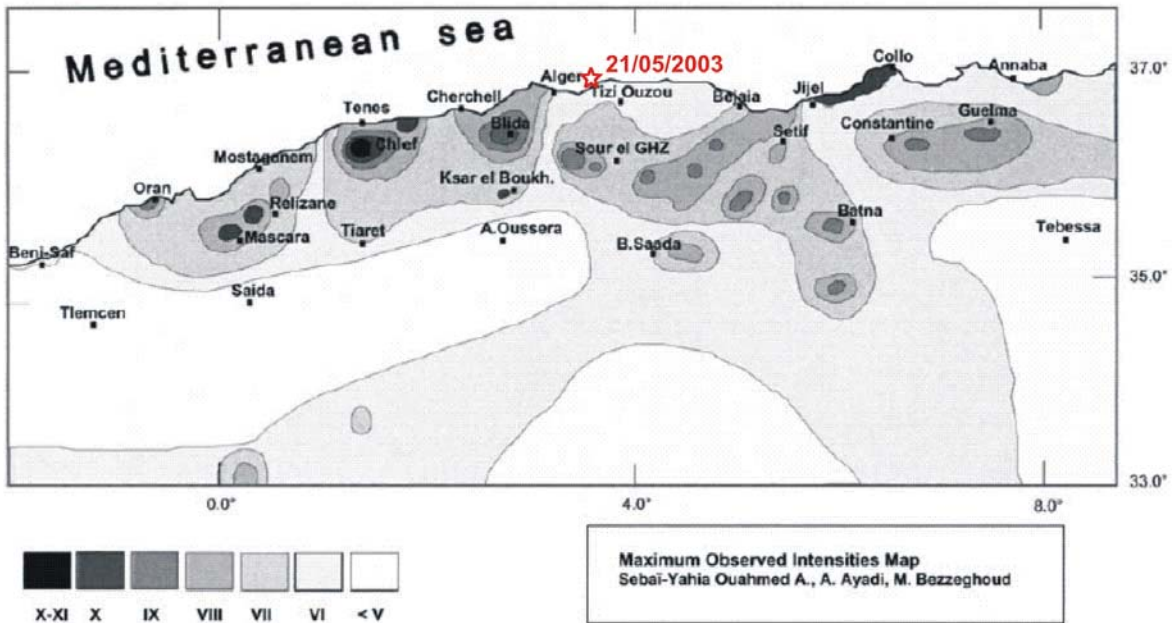 Mediterranean sea
21/05/2003
Alger
Tizi Ouzou
Bejaia
Jijel
Collo
Annaba
37.0°
Cherchell
Tenes
Blida
Chlef
Sour el GHZ
Setif
Constantine
Guelma
Mostaganem
Oran
Relizane
Ksar el Boukh.
Mascara
Tiaret
A.Oussera
B.Saada
Batna
Tebessa
Beni-Saf
35.0°
Saida
Tlemcen
33.0°
0.0°
4.0°
8.0°
X-XI X IX VIII VII VI < V
Maximum Observed Intensities Map
Sebaï-Yahia Ouahmed A., A. Ayadi, M. Bezzeghoud